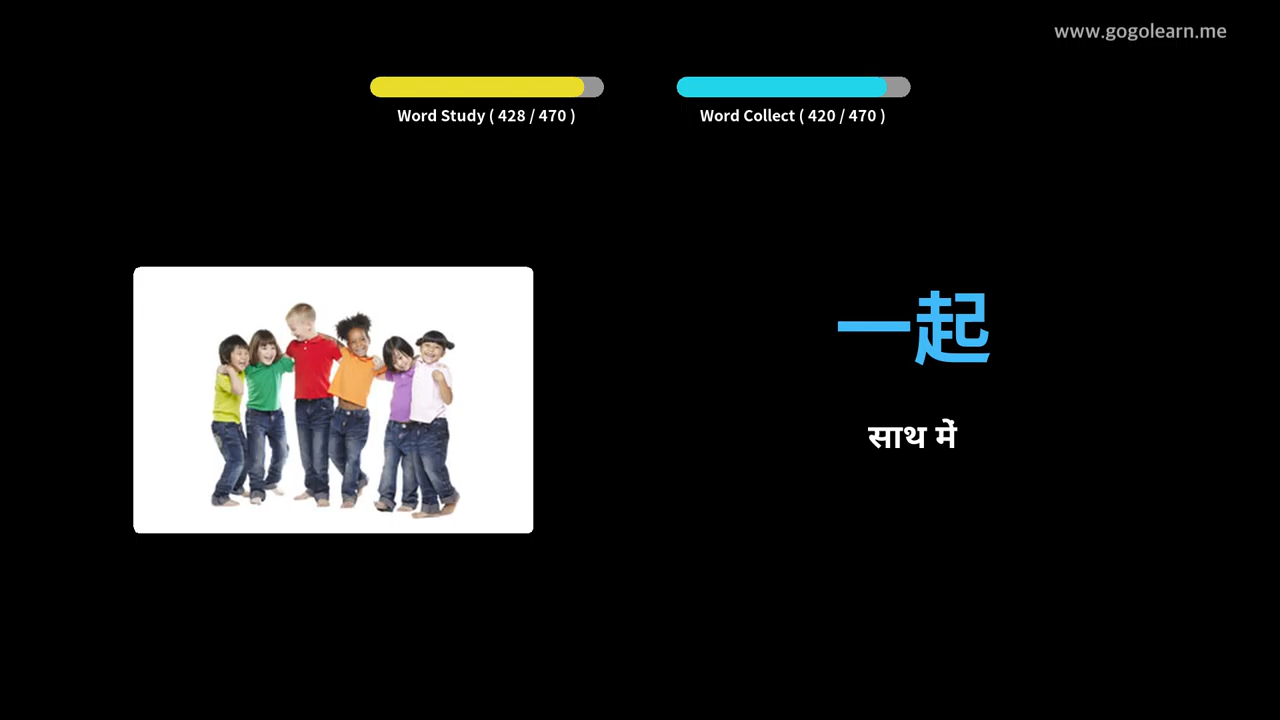 www.gogolearn.me
Word Study ( 428 / 470 )
Word Collect ( 420 / 470 )
一起
साथ में